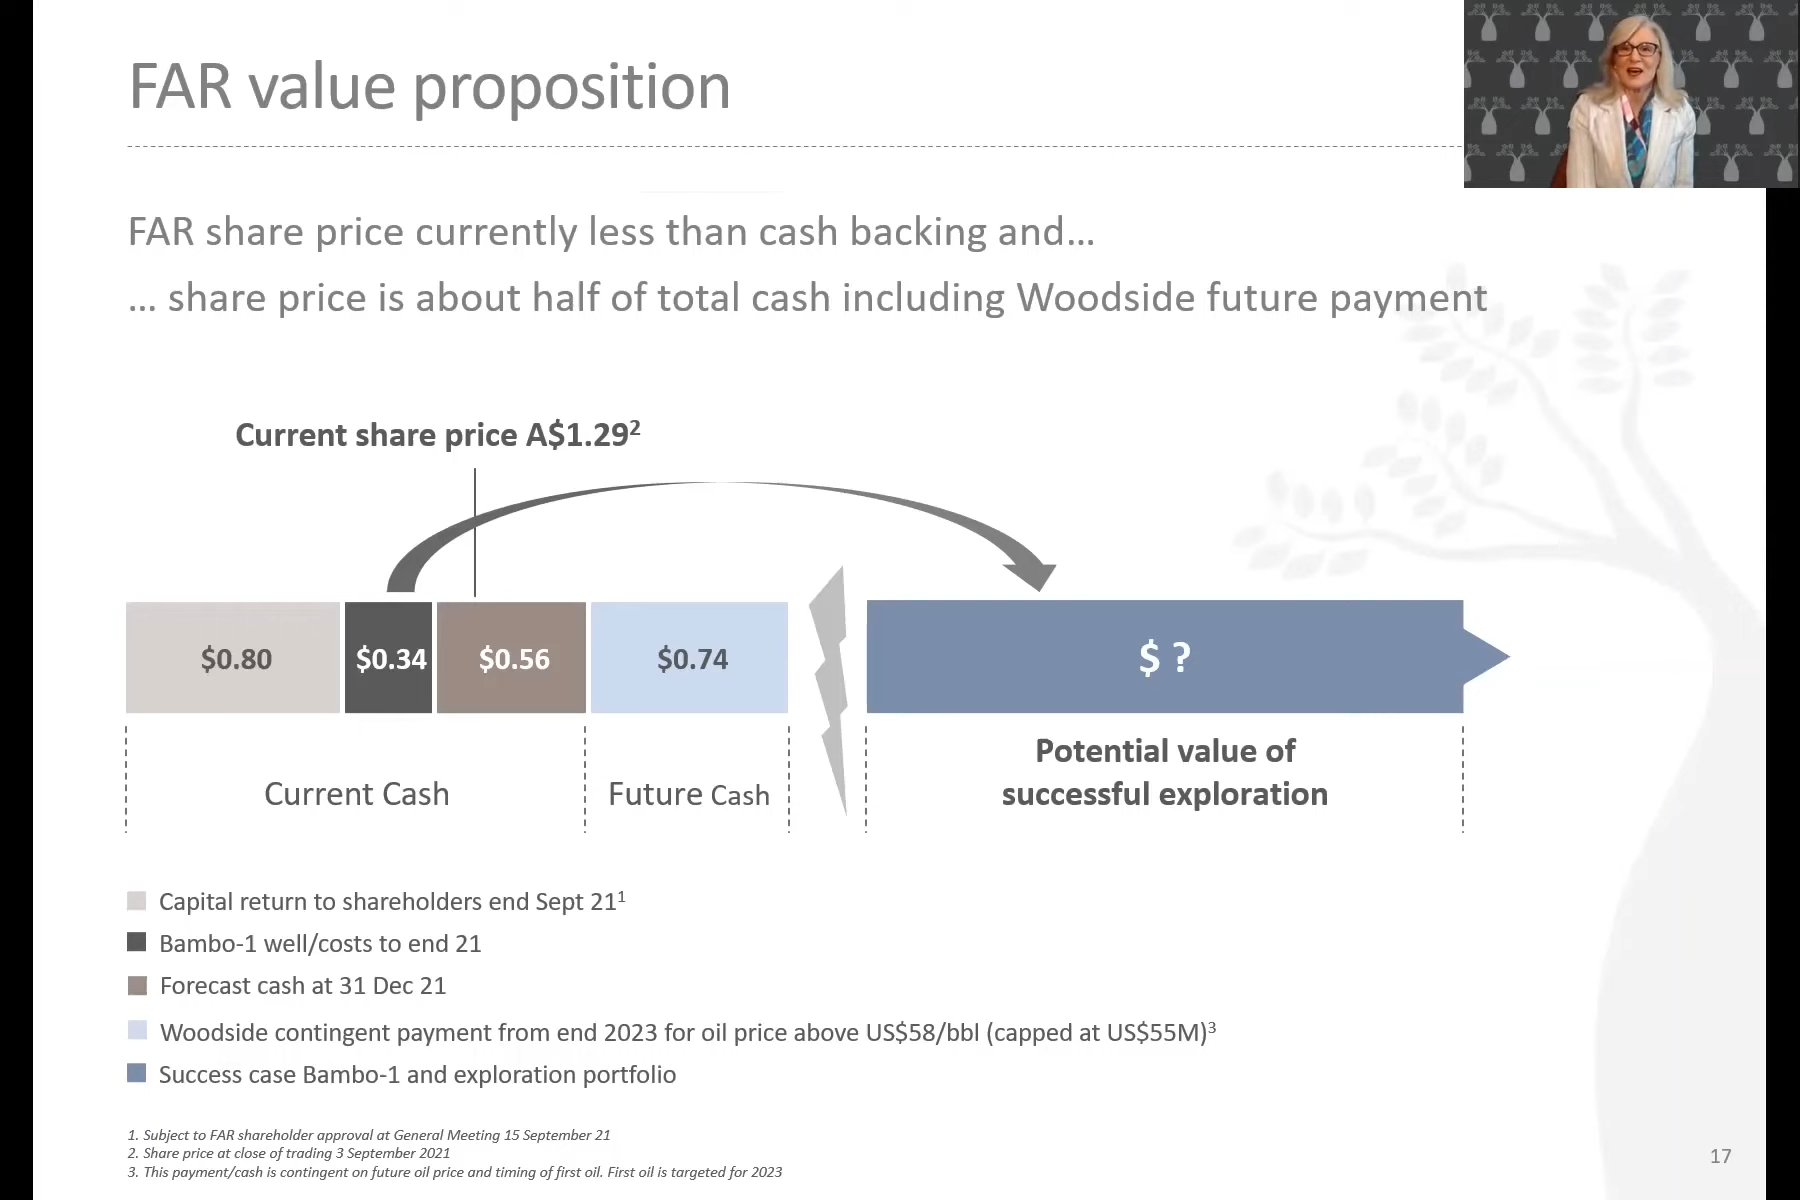 FAR value proposition
FAR share price currently less than cash backing and...
... share price is about half of total cash including Woodside future payment
Current share price A$1.29²
$0.80
$0.34
$0.56
$0.74
$ ?
Current Cash
Future Cash
Potential value of
successful exploration
Capital return to shareholders end Sept 21¹
Bambo-1 well/costs to end 21
Forecast cash at 31 Dec 21
Woodside contingent payment from end 2023 for oil price above US$58/bbl (capped at US$55M)³
Success case Bambo-1 and exploration portfolio
1. Subject to FAR shareholder approval at General Meeting 15 September 21
2. Share price at close of trading 3 September 2021
3. This payment/cash is contingent on future oil price and timing of first oil. First oil is targeted for 2023
17